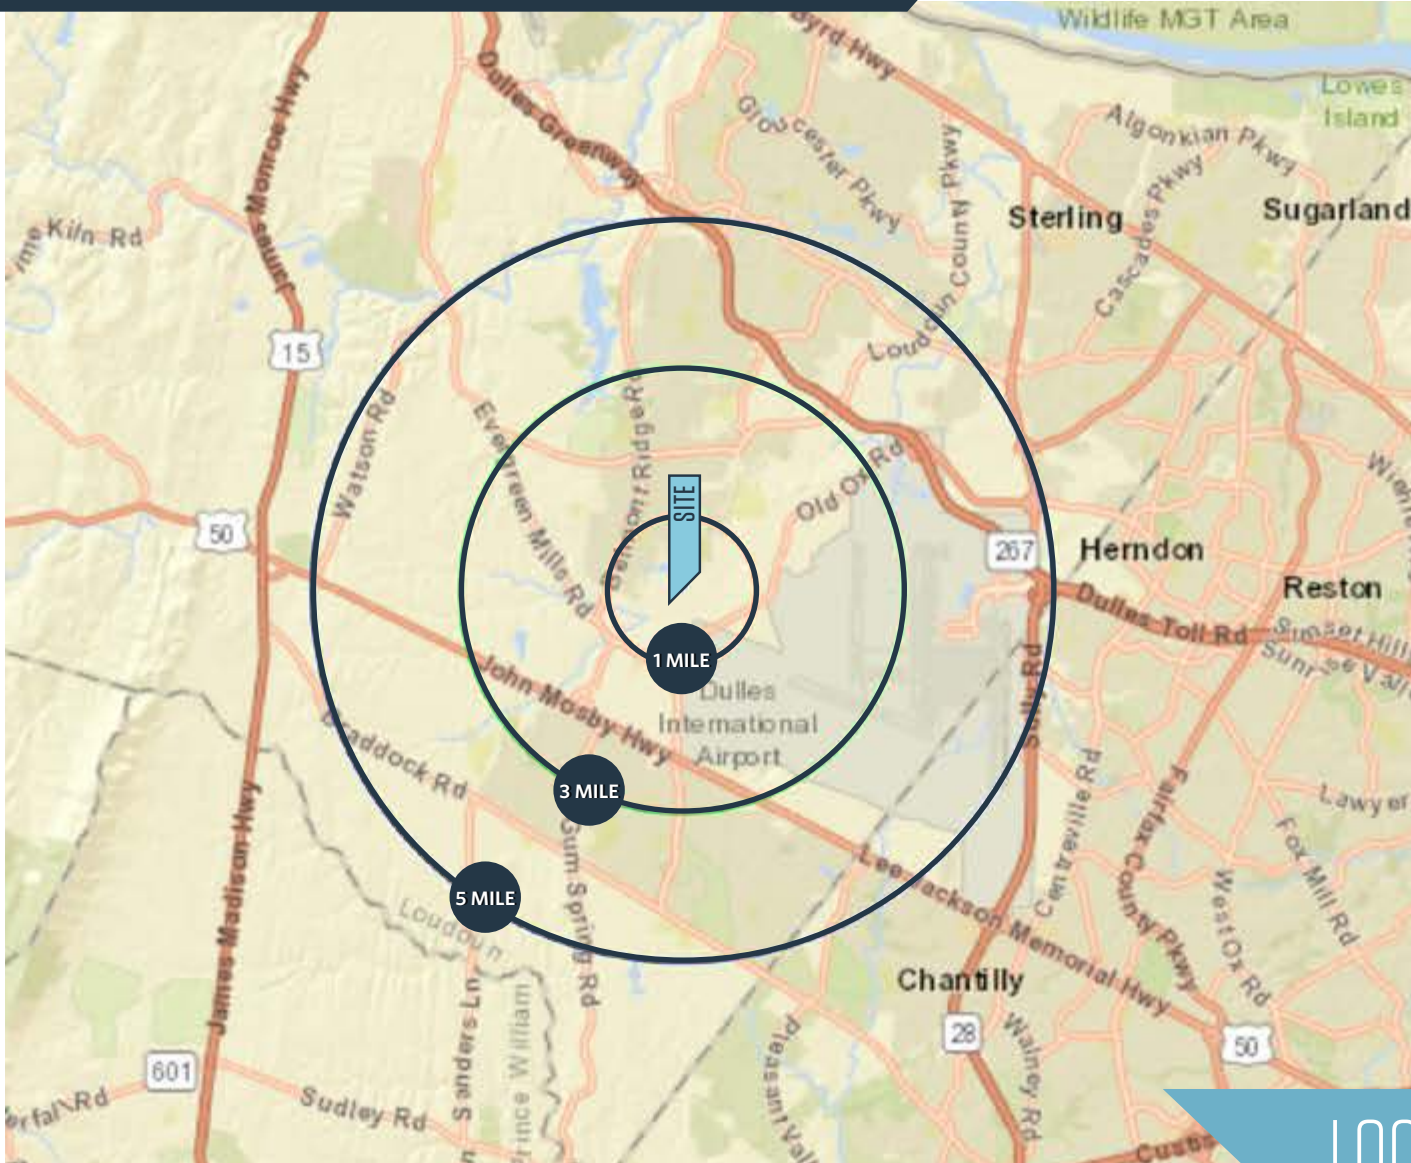 Wildlife MGT Area
Byrd Hwy
Lowes
Island
Dulles Greenway
James Monroe Hwy
Gloucester Pkwy
Algonkian Pkwy
Cascades Pkwy
Loudoun County Pkwy
Sterling
Sugarland
Kiln Rd
15
Watson Rd
Evergreen Mills Rd
Belmont Ridge R
Old Ox Rd
SITE
50
267
Herndon
Reston
Dulles Toll Rd
Sunset Hills
1 MILE
Dulles
International
Airport
John Mosby Hwy
Sully Rd
Braddock Rd
3 MILE
Centreville Rd
Fairfax County Pkwy
Lawyer
Fox Mill Rd
West Ox Rd
Lee Jackson Memorial Hwy
Gum Spring Rd
5 MILE
Loudoun
James Madison Hwy
Chantilly
28
50
Walney Rd
Sanders Ln
Prince William
601
Sudley Rd